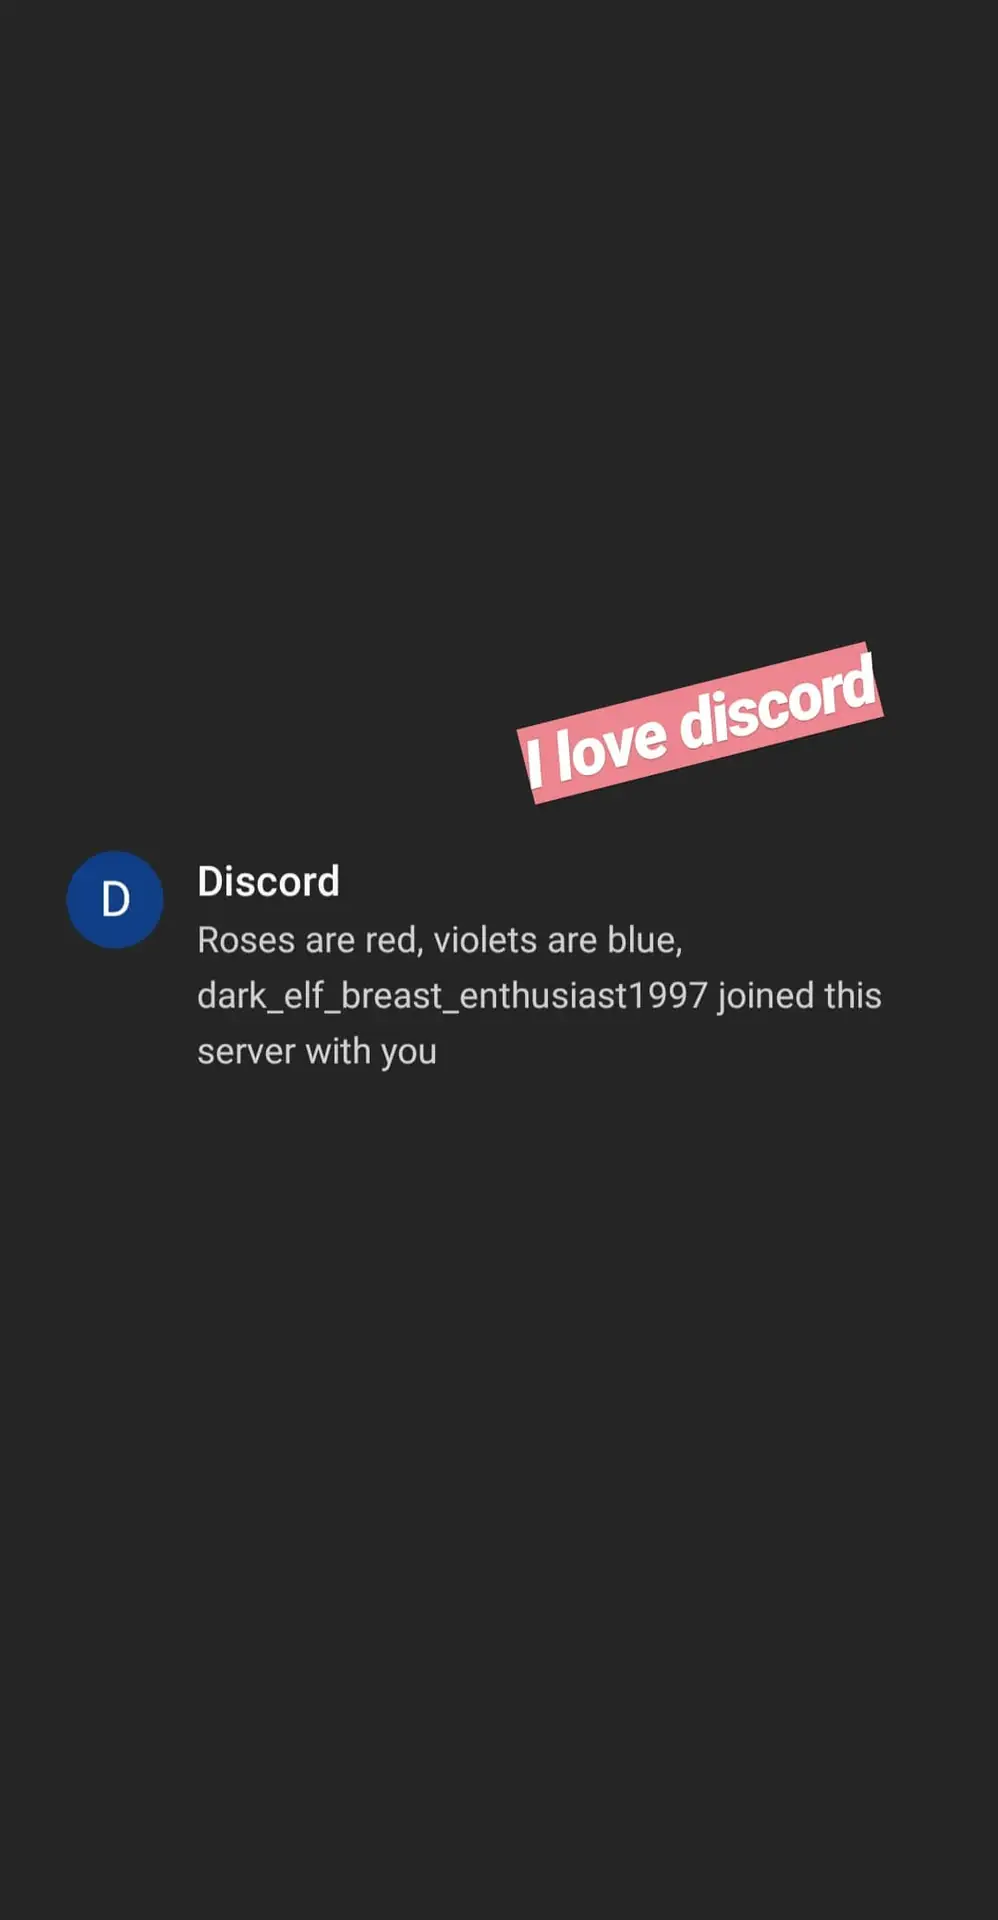 I love discord
D
Discord
Roses are red, violets are blue,
dark_elf_breast_enthusiast1997 joined this
server with you